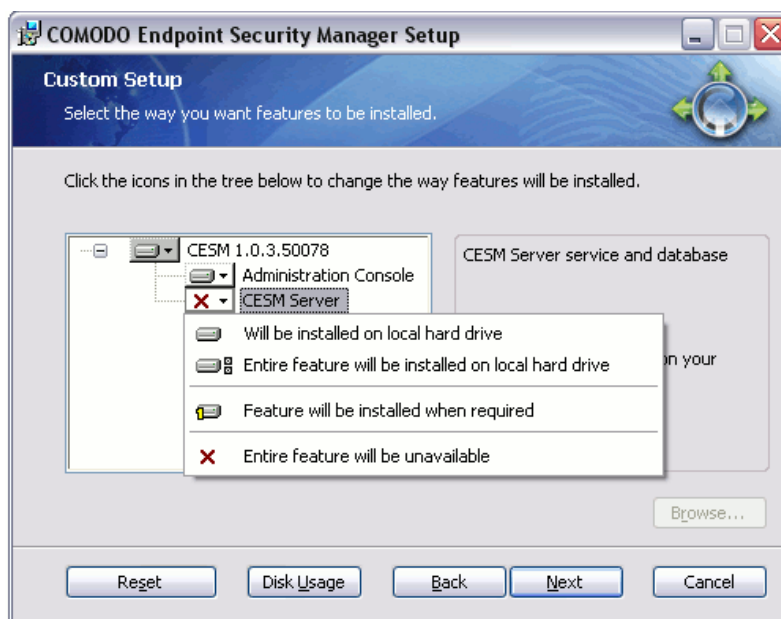 COMODO Endpoint Security Manager Setup
Custom Setup
Select the way you want features to be installed.
Click the icons in the tree below to change the way features will be installed.
CESM 1.0.3.50078
Administration Console
CESM Server
CESM Server service and database
Will be installed on local hard drive
Entire feature will be installed on local hard drive
on your
Feature will be installed when required
Entire feature will be unavailable
Browse...
Reset
Disk Usage
Back
Next
Cancel